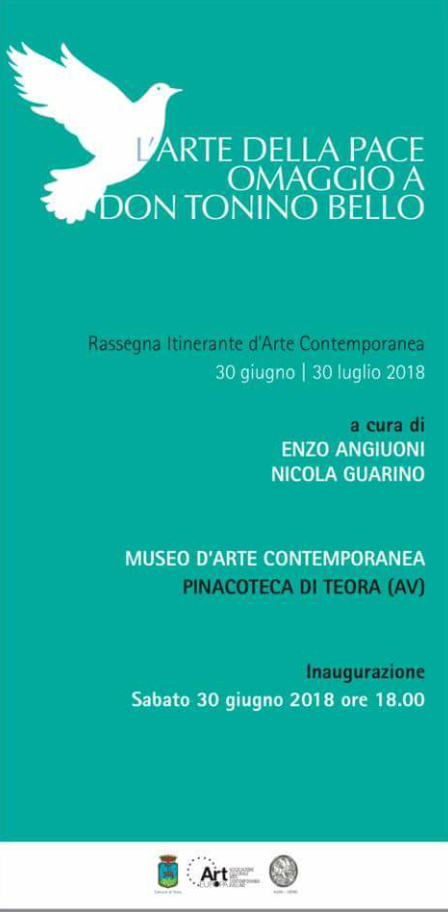 L'ARTE DELLA PACE
OMAGGIO A
DON TONINO BELLO
Rassegna Itinerante d'Arte Contemporanea
30 giugno | 30 luglio 2018
a cura di
ENZO ANGIUONI
NICOLA GUARINO
MUSEO D'ARTE CONTEMPORANEA
PINACOTECA DI TEORA (AV)
Inaugurazione
Sabato 30 giugno 2018 ore 18.00
Comune di Teora
Art
EUROPA